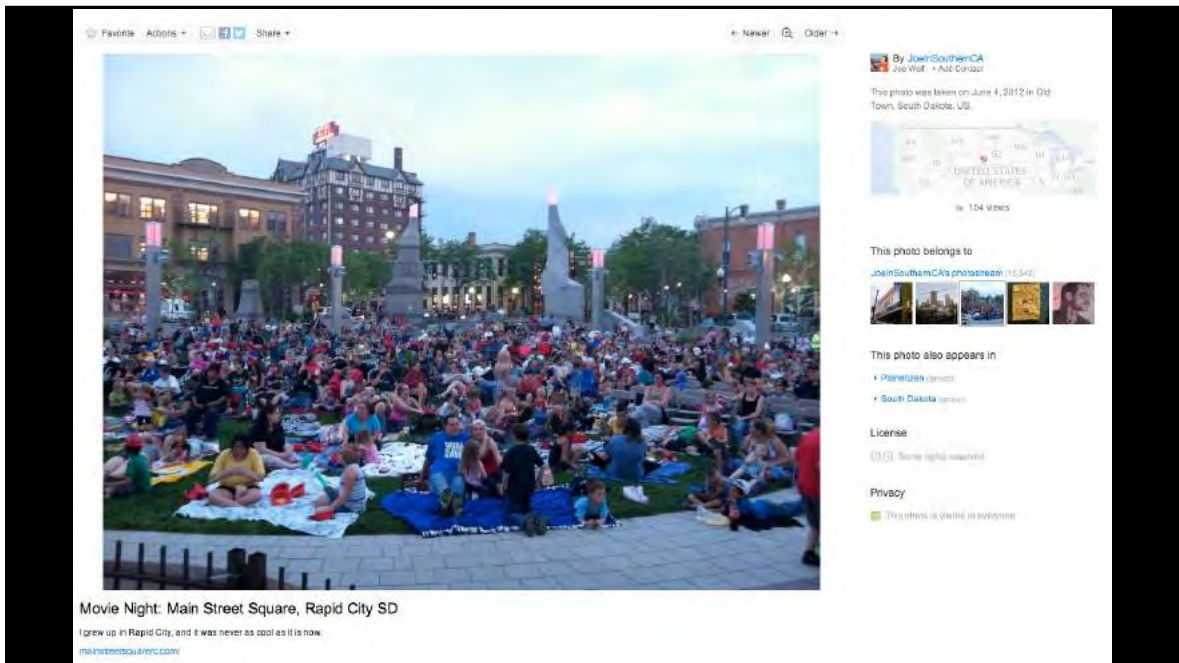 Favorite Actions Share
← Newer Older →
By JoeInSouthernCA
Joe Wolf + Add Contact
This photo was taken on June 4, 2012 in Old
Town, South Dakota, US.
UNITED STATES
OF AMERICA
104 views
This photo belongs to
JoeInSouthernCA's photostream
This photo also appears in
Planetizen (group)
South Dakota (group)
License
Some rights reserved
Privacy
This photo is visible to everyone
Movie Night: Main Street Square, Rapid City SD
I grew up in Rapid City, and it was never as cool as it is now.
mainstreetsquarerc.com/